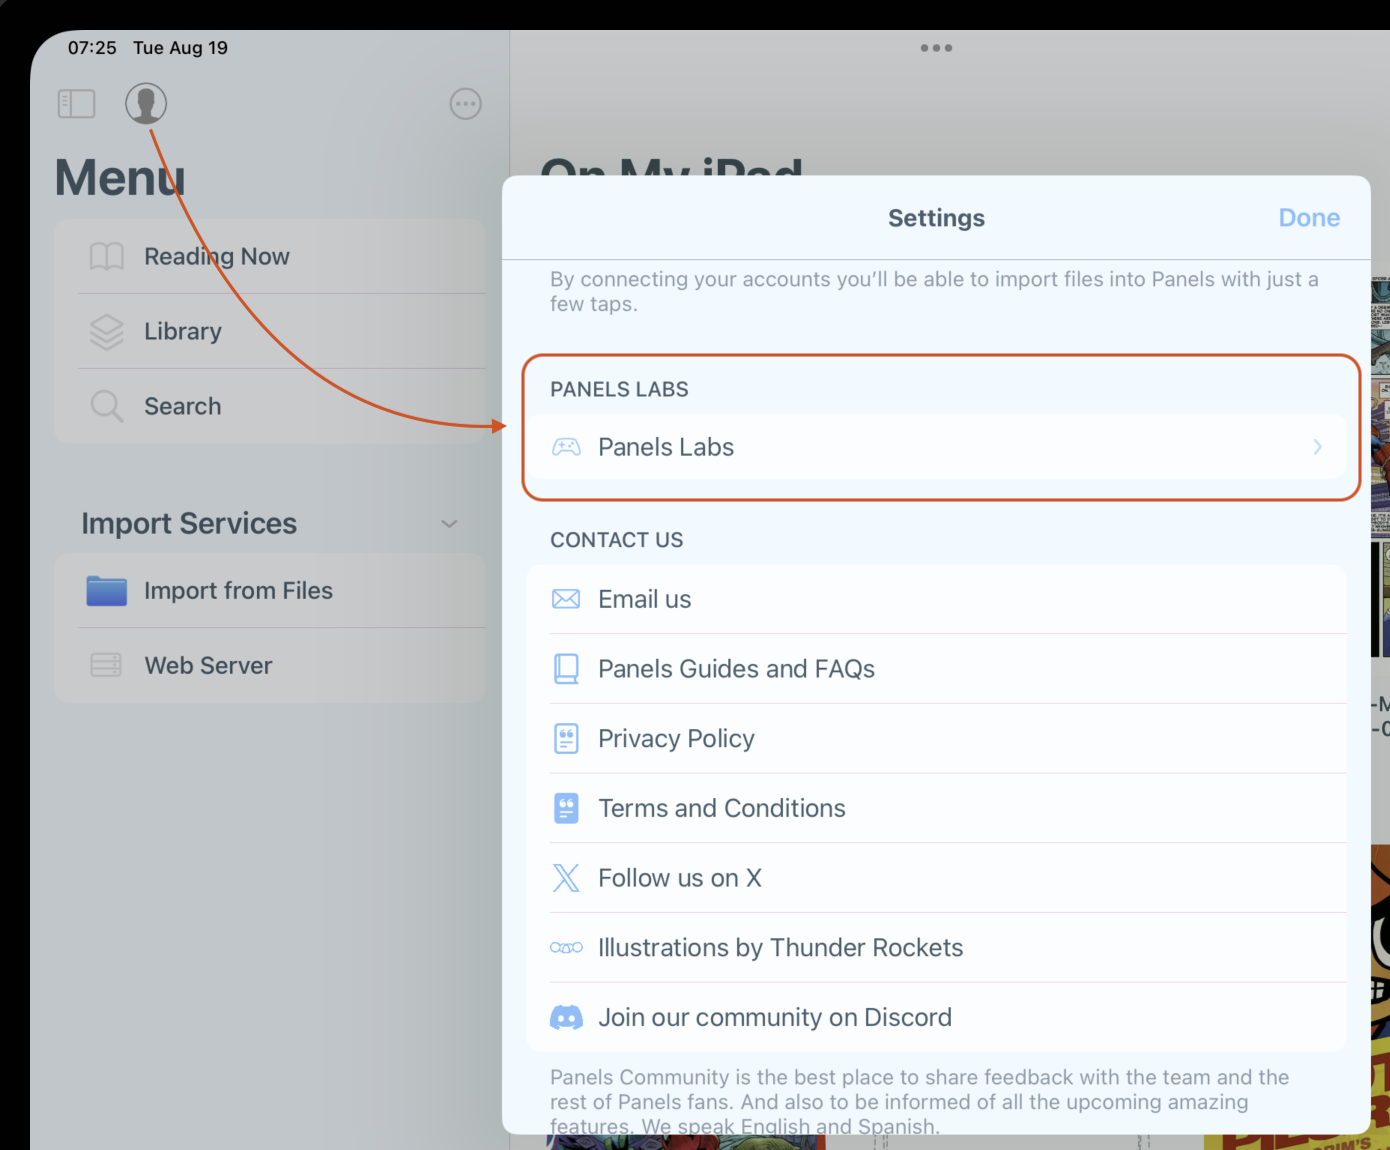 07:25 Tue Aug 19
Menu
Reading Now
Library
Search
Import Services
Import from Files
Web Server
On My iPad
Settings
Done
By connecting your accounts you’ll be able to import files into Panels with just a
few taps.
PANELS LABS
Panels Labs
CONTACT US
Email us
Panels Guides and FAQs
Privacy Policy
Terms and Conditions
Follow us on X
Illustrations by Thunder Rockets
Join our community on Discord
Panels Community is the best place to share feedback with the team and the
rest of Panels fans. And also to be informed of all the upcoming amazing
features. We speak English and Spanish.